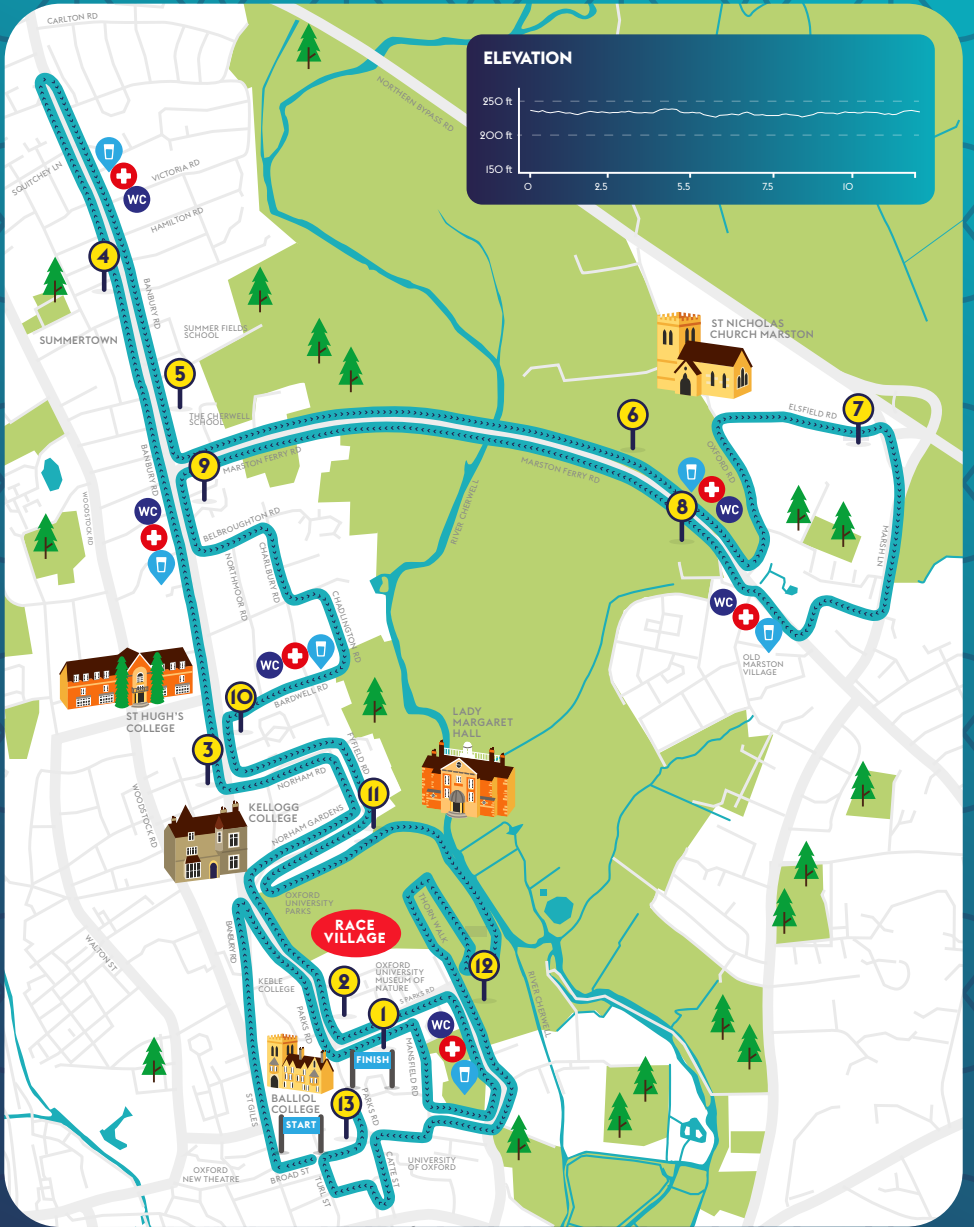 CARLTON RD
NORTHERN BYPASS RD
ELEVATION
250 ft
200 ft
150 ft
0
2.5
5.5
7.5
10
SQUITCHEY LN
VICTORIA RD
WC
HAMILTON RD
4
BANBURY RD
SUMMERTOWN
SUMMER FIELDS
SCHOOL
ST NICHOLAS
CHURCH MARSTON
5
THE CHERWELL
SCHOOL
6
ELSFIELD RD
7
BANBURY RD
9
MARSTON FERRY RD
MARSTON FERRY RD
OXFORD RD
8
WC
WOODSTOCK RD
WC
RIVER CHERWELL
BELBROUGHTON RD
NORTHMOOR RD
CHARLBURY RD
MARSH LN
CHADLINGTON RD
WC
OLD
MARSTON
VILLAGE
WC
BARDWELL RD
10
ST HUGH'S
COLLEGE
3
LADY
MARGARET
HALL
FYFIELD RD
NORHAM RD
11
WOODSTOCK RD
KELLOGG
COLLEGE
NORHAM GARDENS
OXFORD
UNIVERSITY
PARKS
RACE
VILLAGE
THORN WALK
BANBURY RD
WALTON ST
KEBLE
COLLEGE
2
OXFORD
UNIVERSITY
MUSEUM OF
NATURE
12
S PARKS RD
1
WC
RIVER CHERWELL
PARKS RD
FINISH
MANSFIELD RD
BALLIOL
COLLEGE
13
PARKS RD
START
ST GILES
BROAD ST
TURL ST
CATTE ST
UNIVERSITY
OF OXFORD
OXFORD
NEW THEATRE